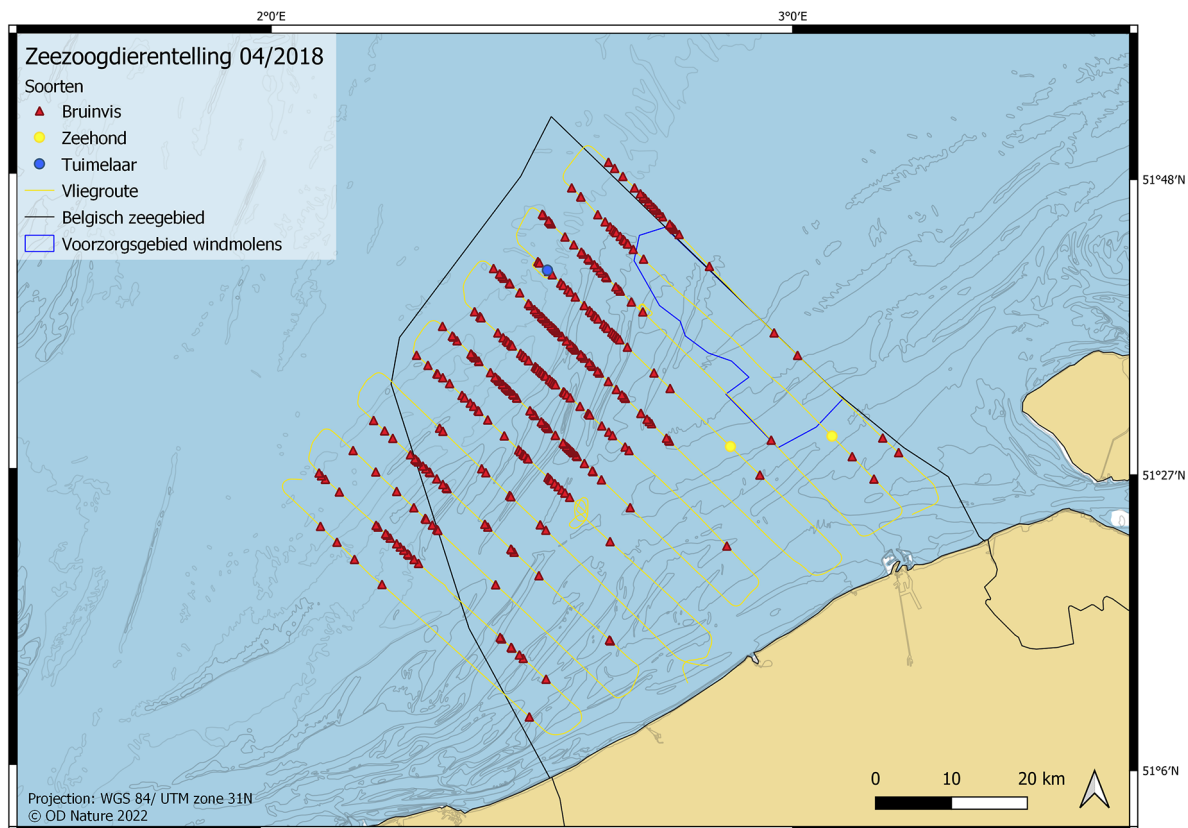 2°0′E
3°0′E
Zeezoogdierentelling 04/2018
Soorten
Bruinvis
Zeehond
Tuimelaar
Vliegroute
Belgisch zeegebied
Voorzorgsgebied windmolens
51°48′N
51°27′N
51°6′N
0 10 20 km
Projection: WGS 84/ UTM zone 31N
© OD Nature 2022